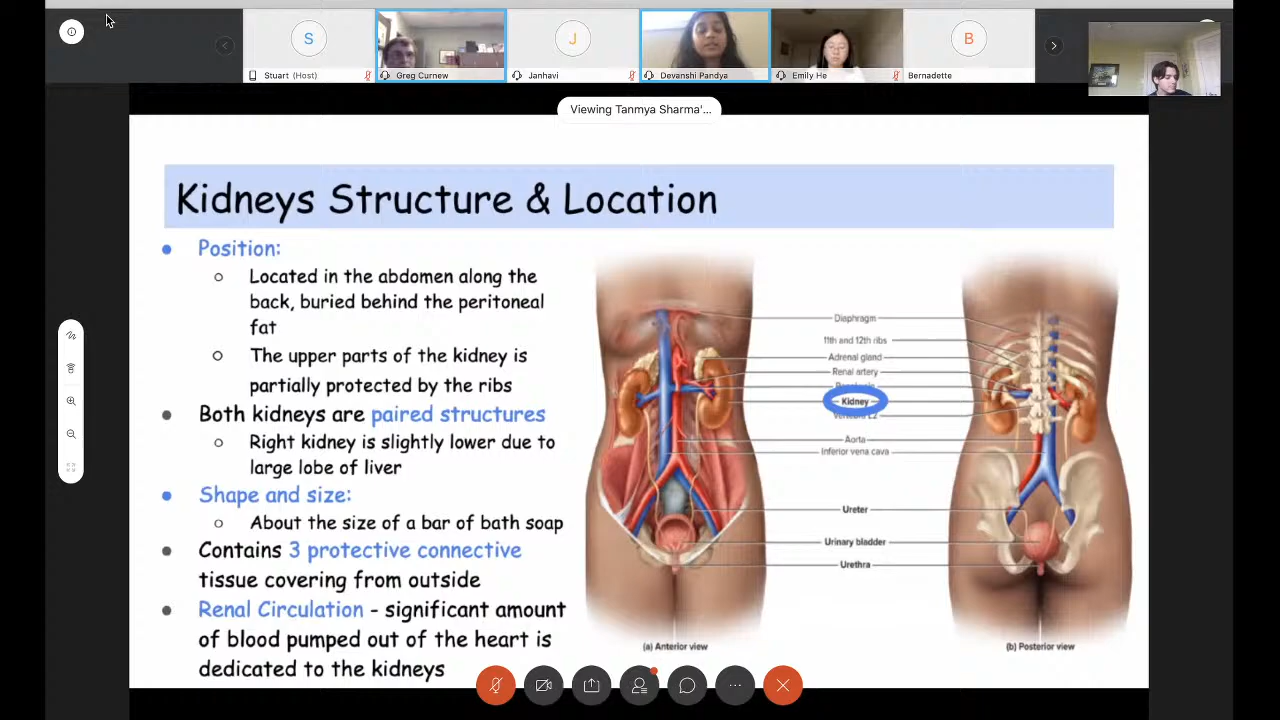 S
J
B
Stuart (Host)
Greg Curnew
Janhavi
Devanshi Pandya
Emily He
Bernadette
Viewing Tanmya Sharma'...
Kidneys Structure & Location
Position:
Located in the abdomen along the
back, buried behind the peritoneal
fat
The upper parts of the kidney is
partially protected by the ribs
Both kidneys are paired structures
Right kidney is slightly lower due to
large lobe of liver
Shape and size:
About the size of a bar of bath soap
Contains 3 protective connective
tissue covering from outside
Renal Circulation - significant amount
of blood pumped out of the heart is
dedicated to the kidneys
Diaphragm
11th and 12th ribs
Adrenal gland
Renal artery
Kidney
Vertebra L2
Aorta
Inferior vena cava
Ureter
Urinary bladder
Urethra
(a) Anterior view
(b) Posterior view